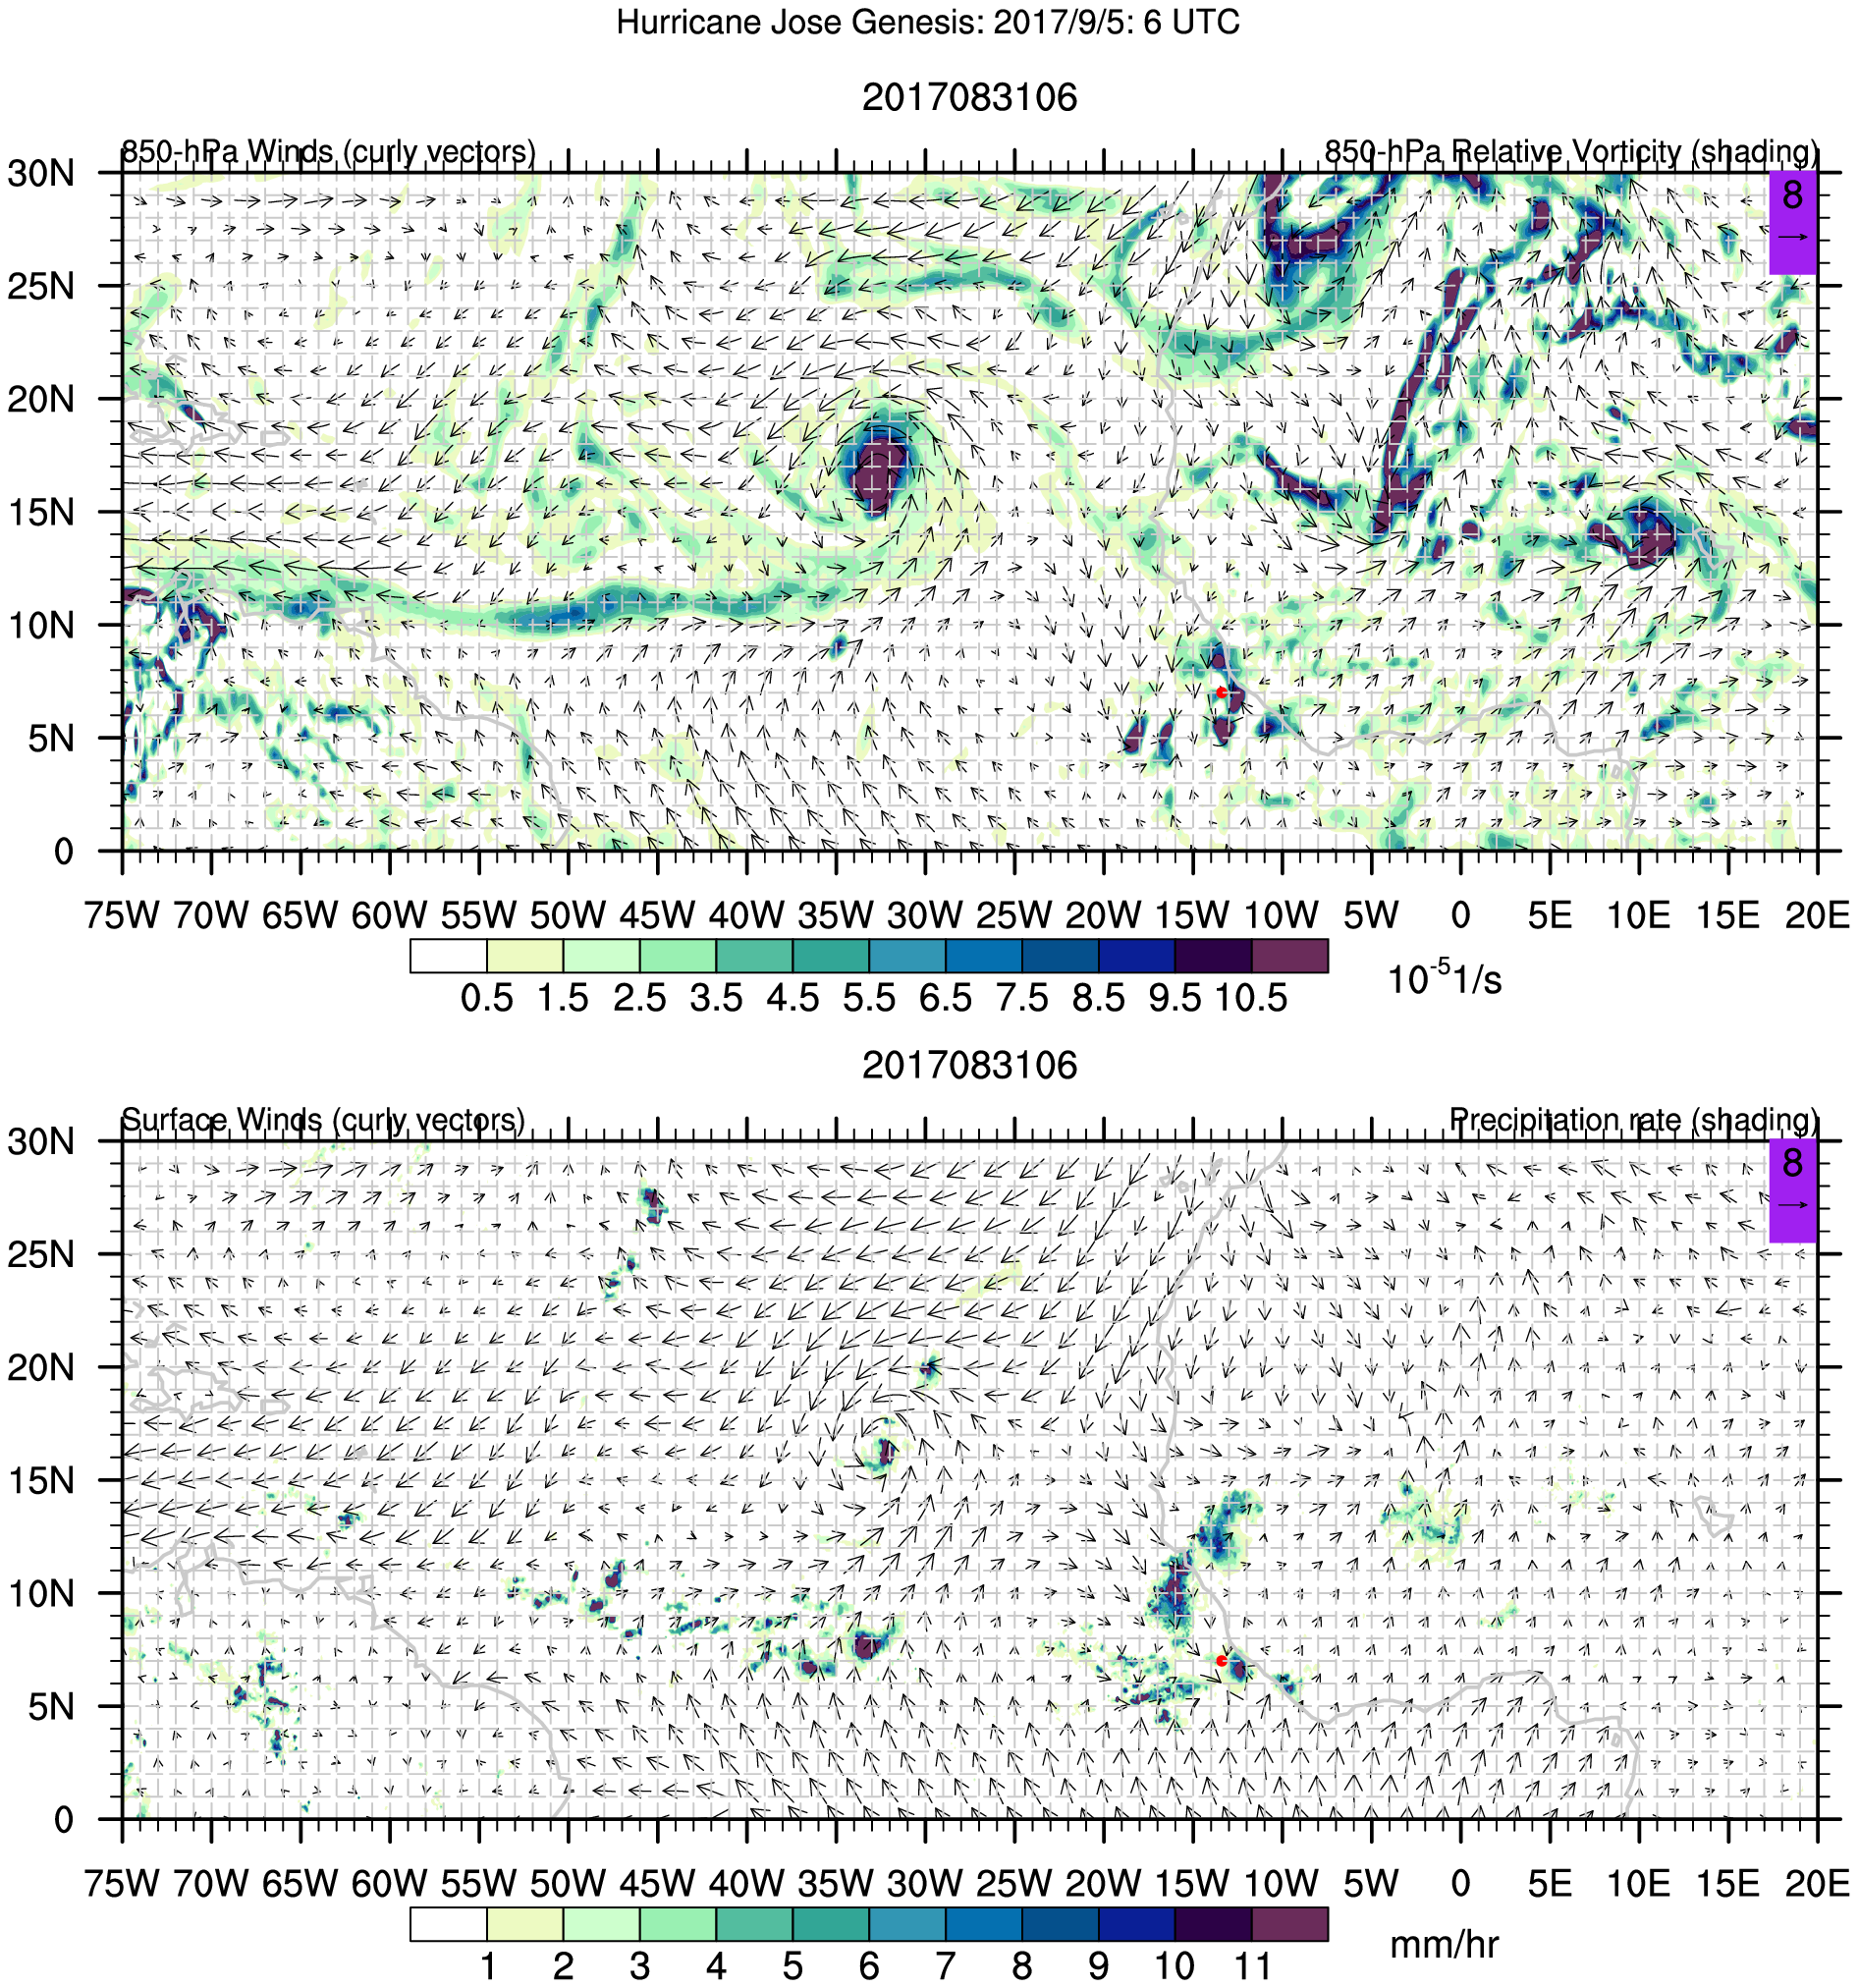 Hurricane Jose Genesis: 2017/9/5: 6 UTC
2017083106
850-hPa Winds (curly vectors) 850-hPa Relative Vorticity (shading)
8
30N
25N
20N
15N
10N
5N
0
75W 70W 65W 60W 55W 50W 45W 40W 35W 30W 25W 20W 15W 10W 5W 0 5E 10E 15E 20E
0.5 1.5 2.5 3.5 4.5 5.5 6.5 7.5 8.5 9.5 10.5
10⁻⁵1/s
2017083106
Surface Winds (curly vectors) Precipitation rate (shading)
8
30N
25N
20N
15N
10N
5N
0
75W 70W 65W 60W 55W 50W 45W 40W 35W 30W 25W 20W 15W 10W 5W 0 5E 10E 15E 20E
1 2 3 4 5 6 7 8 9 10 11
mm/hr